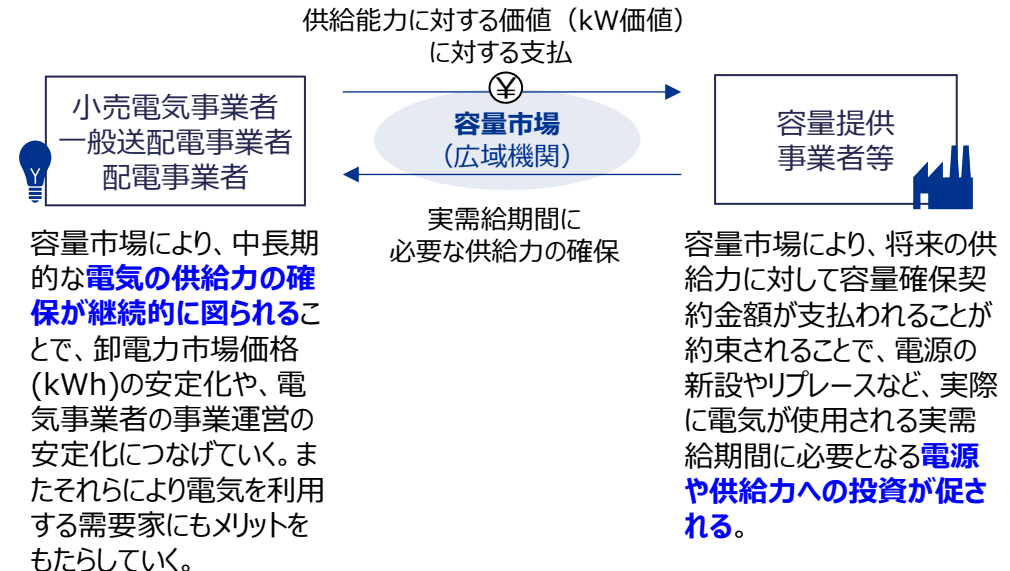 供給能力に対する価値（kW価値）
に対する支払
¥
小売電気事業者
一般送配電事業者
配電事業者
容量市場
（広域機関）
容量提供
事業者等
実需給期間に
必要な供給力の確保
容量市場により、中長期
的な電気の供給力の確
保が継続的に図られるこ
とで、卸電力市場価格
(kWh)の安定化や、電
気事業者の事業運営の
安定化につなげていく。ま
たそれらにより電気を利用
する需要家にもメリットを
もたらしていく。
容量市場により、将来の供
給力に対して容量確保契
約金額が支払われることが
約束されることで、電源の
新設やリプレースなど、実際
に電気が使用される実需
給期間に必要となる電源
や供給力への投資が促さ
れる。